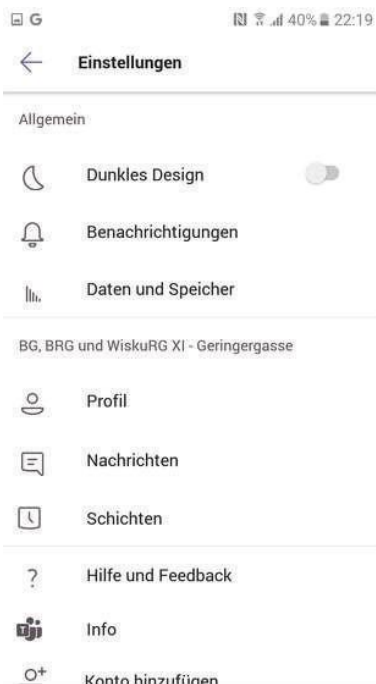 G 40% 22:19
Einstellungen
Allgemein
Dunkles Design
Benachrichtigungen
Daten und Speicher
BG, BRG und WiskuRG XI - Geringergasse
Profil
Nachrichten
Schichten
Hilfe und Feedback
Info
Konto hinzufügen